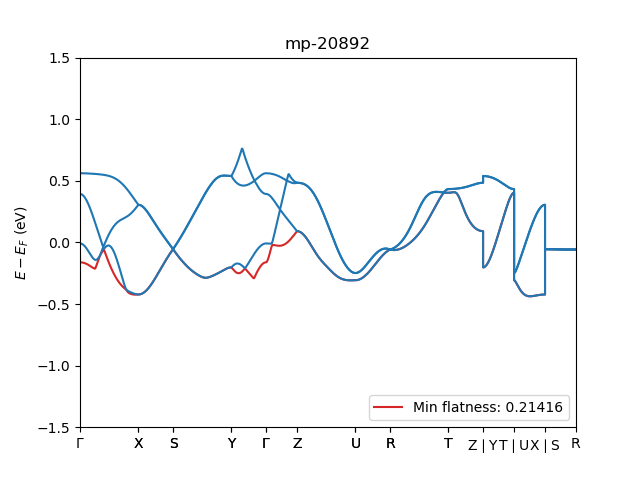 mp-20892
E − E_F (eV)
1.5
1.0
0.5
0.0
−0.5
−1.0
−1.5
Min flatness: 0.21416
Γ X S Y Γ Z U R T Z|Y T|U X|S R